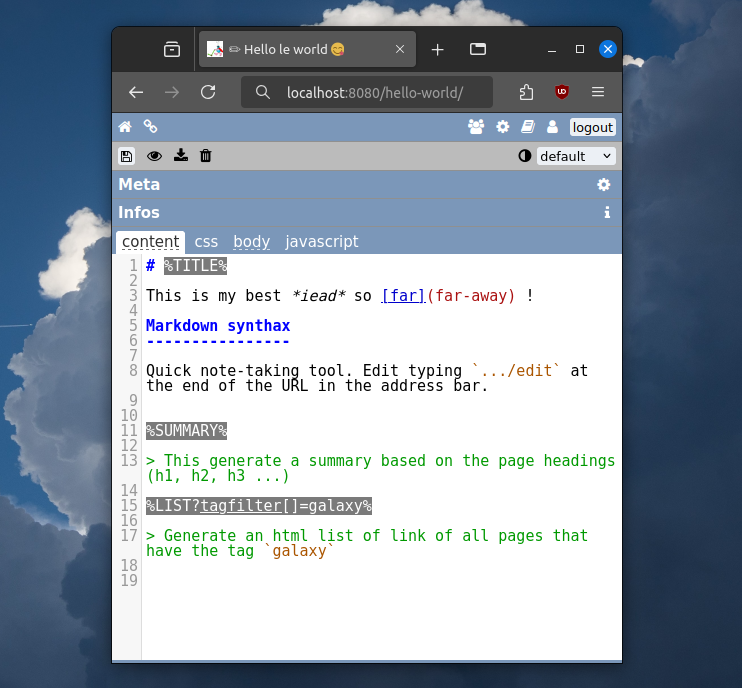 ✏ Hello le world 😋
localhost:8080/hello-world/
logout
default
Meta
Infos
content css body javascript
1 # %TITLE%
2
3 This is my best *iead* so [far](far-away) !
4
5 Markdown synthax
6 ----------------
7
8 Quick note-taking tool. Edit typing `.../edit` at
the end of the URL in the address bar.
9
10
11 %SUMMARY%
12
13 > This generate a summary based on the page headings
(h1, h2, h3 ...)
14
15 %LIST?tagfilter[]=galaxy%
16
17 > Generate an html list of link of all pages that
have the tag `galaxy`
18
19